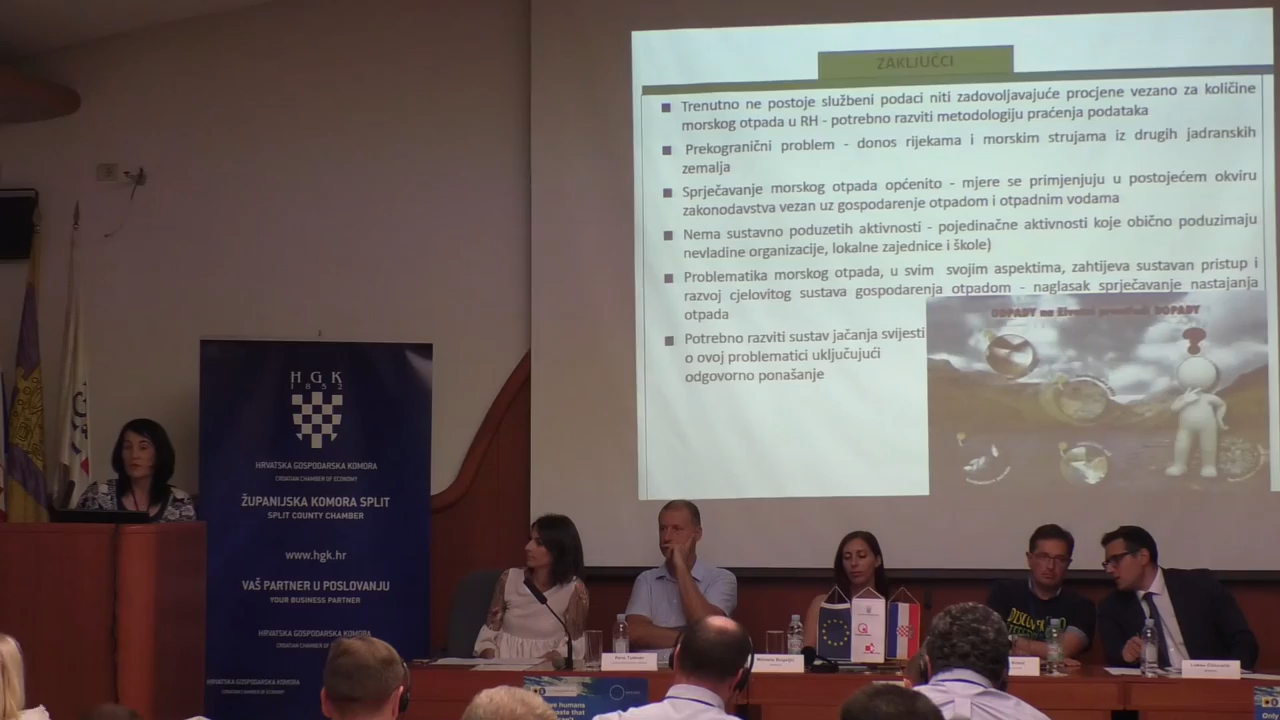 ZAKLJUČCI
Trenutno ne postoje službeni podaci niti zadovoljavajuće procjene vezano za količine
morskog otpada u RH - potrebno razviti metodologiju praćenja podataka
Prekogranični problem - donos rijekama i morskim strujama iz drugih jadranskih
zemalja
Sprječavanje morskog otpada općenito - mjere se primjenjuju u postojećem okviru
zakonodavstva vezan uz gospodarenje otpadom i otpadnim vodama
Nema sustavno poduzetih aktivnosti - pojedinačne aktivnosti koje obično poduzimaju
nevladine organizacije, lokalne zajednice i škole)
Problematika morskog otpada, u svim svojim aspektima, zahtijeva sustavan pristup i
razvoj cjelovitog sustava gospodarenja otpadom - naglasak sprječavanje nastajanja
otpada
Potrebno razviti sustav jačanja svijesti
o ovoj problematici uključujući
odgovorno ponašanje
HGK
1852
HRVATSKA GOSPODARSKA KOMORA
CROATIAN CHAMBER OF ECONOMY
ŽUPANIJSKA KOMORA SPLIT
SPLIT COUNTY CHAMBER
www.hgk.hr
VAŠ PARTNER U POSLOVANJU
YOUR BUSINESS PARTNER
HRVATSKA GOSPODARSKA
HRVATSKA GOSPODARSKA KOMORA
CROATIAN CHAMBER OF ECONOMY
we humans
that